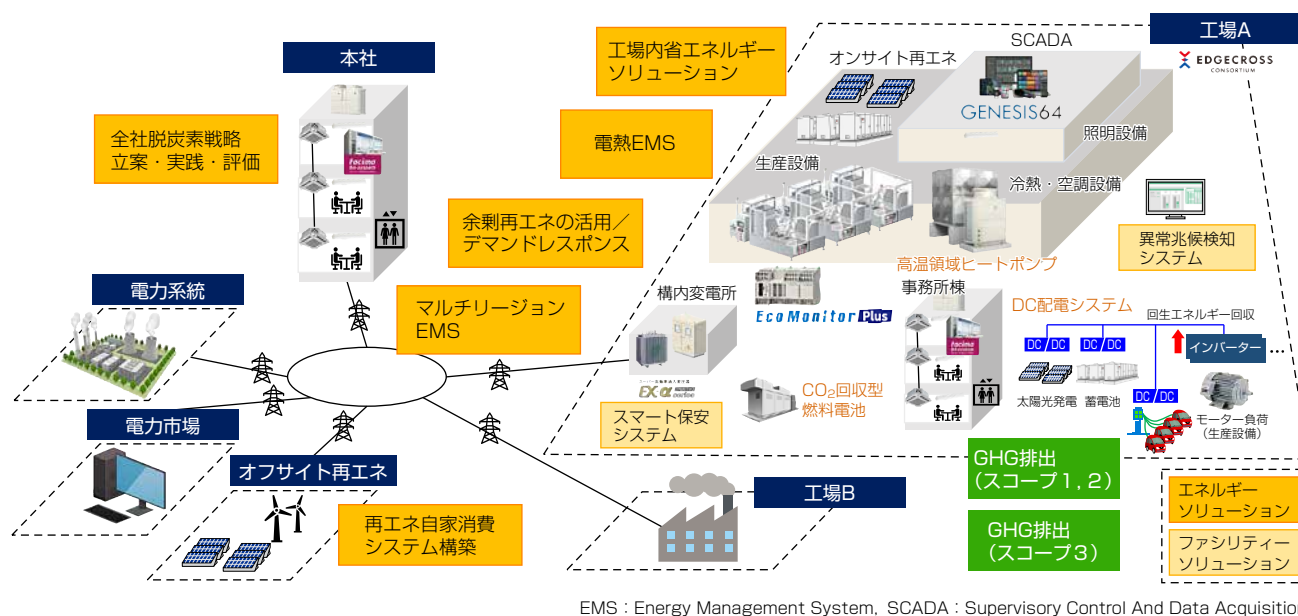 本社
全社脱炭素戦略
立案・実践・評価
工場内省エネルギー
ソリューション
電熱EMS
余剰再エネの活用／
デマンドレスポンス
マルチリージョン
EMS
電力系統
電力市場
オフサイト再エネ
再エネ自家消費
システム構築
工場A
EDGECROSS
CONSORTIUM
SCADA
オンサイト再エネ
GENESIS64
照明設備
生産設備
冷熱・空調設備
異常兆候検知
システム
高温領域ヒートポンプ
構内変電所
EcoMonitor Plus
事務所棟
facima
facima
DC配電システム
回生エネルギー回収
DC/DC
DC/DC
インバーター
…
太陽光発電
蓄電池
DC/DC
モーター負荷
（生産設備）
EXα
series
スマート保安
システム
CO₂回収型
燃料電池
工場B
GHG排出
（スコープ1, 2）
GHG排出
（スコープ3）
エネルギー
ソリューション
ファシリティー
ソリューション
EMS：Energy Management System, SCADA：Supervisory Control And Data Acquisitio